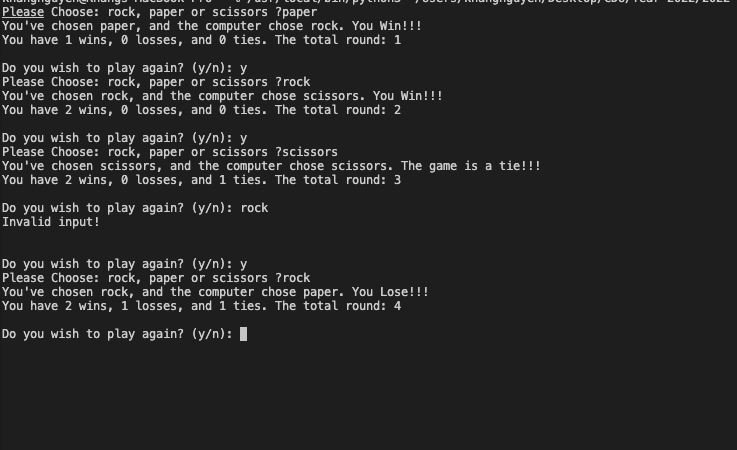 Please Choose: rock, paper or scissors ?paper
You've chosen paper, and the computer chose rock. You Win!!!
You have 1 wins, 0 losses, and 0 ties. The total round: 1
Do you wish to play again? (y/n): y
Please Choose: rock, paper or scissors ?rock
You've chosen rock, and the computer chose scissors. You Win!!!
You have 2 wins, 0 losses, and 0 ties. The total round: 2
Do you wish to play again? (y/n): y
Please Choose: rock, paper or scissors ?scissors
You've chosen scissors, and the computer chose scissors. The game is a tie!!!
You have 2 wins, 0 losses, and 1 ties. The total round: 3
Do you wish to play again? (y/n): rock
Invalid input!
Do you wish to play again? (y/n): y
Please Choose: rock, paper or scissors ?rock
You've chosen rock, and the computer chose paper. You Lose!!!
You have 2 wins, 1 losses, and 1 ties. The total round: 4
Do you wish to play again? (y/n):